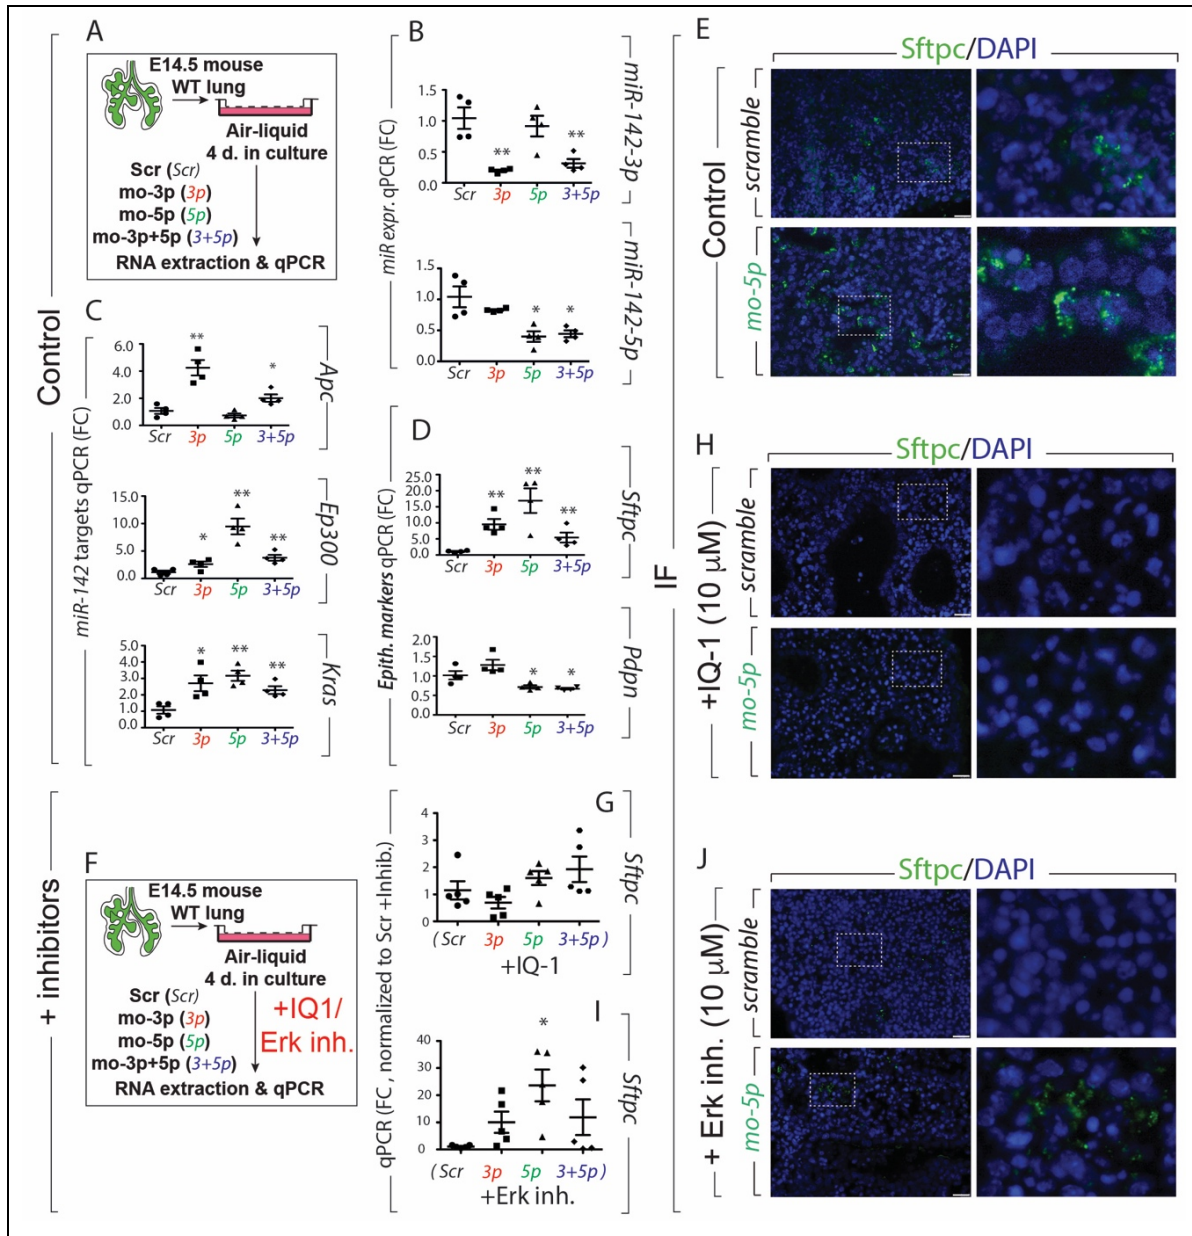 Control
+ inhibitors
A
E14.5 mouse
WT lung
Air-liquid
4 d. in culture
Scr (Scr)
mo-3p (3p)
mo-5p (5p)
mo-3p+5p (3+5p)
RNA extraction & qPCR
B
miR expr. qPCR (FC)
1.5
1.0
0.5
0.0
**
**
Scr
3p
5p
3+5p
miR-142-3p
1.5
1.0
0.5
0.0
*
*
Scr
3p
5p
3+5p
miR-142-5p
C
miR-142 targets qPCR (FC)
6.0
4.0
2.0
0.0
**
*
Scr
3p
5p
3+5p
Apc
15.0
10.0
5.0
0.0
*
**
**
Scr
3p
5p
3+5p
Ep300
5.0
4.0
3.0
2.0
1.0
0.0
*
**
**
Scr
3p
5p
3+5p
Kras
D
Epith. markers qPCR (FC)
25.0
20.0
15.0
10.0
5.0
0.0
**
**
**
Scr
3p
5p
3+5p
Sftpc
2.0
1.5
1.0
0.5
0.0
*
*
Scr
3p
5p
3+5p
Pdpn
IF
E
Sftpc/DAPI
Control
scramble
mo-5p
F
E14.5 mouse
WT lung
Air-liquid
4 d. in culture
Scr (Scr)
mo-3p (3p)
mo-5p (5p)
mo-3p+5p (3+5p)
+IQ1/
Erk inh.
RNA extraction & qPCR
qPCR (FC , normalized to Scr +Inhib.)
G
4
3
2
1
0
( Scr
3p
5p
3+5p )
+IQ-1
Sftpc
H
Sftpc/DAPI
+IQ-1 (10 µM)
scramble
mo-5p
I
40
30
20
10
0
*
( Scr
3p
5p
3+5p )
+Erk inh.
Sftpc
J
Sftpc/DAPI
+ Erk inh. (10 µM)
scramble
mo-5p